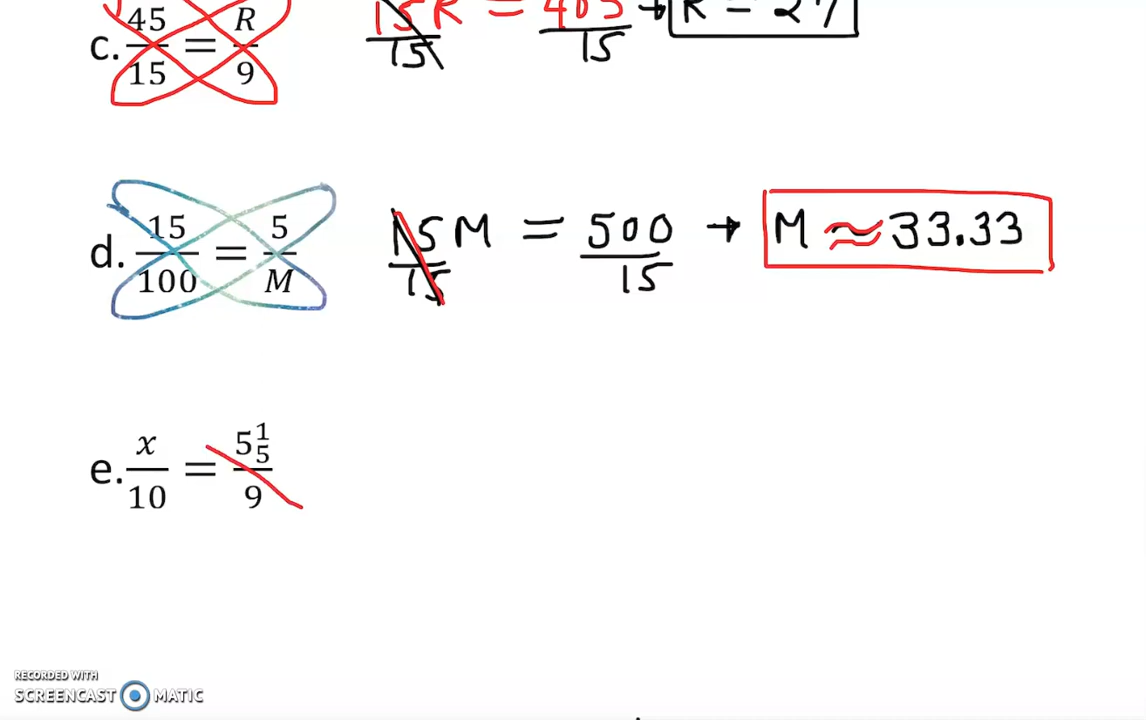 c. 45/15 = R/9 15R/15 = 405/15 → R = 27
d. 15/100 = 5/M 15M/15 = 500/15 → M ≈ 33.33
e. x/10 = 5 1/5/9
RECORDED WITH
SCREENCAST MATIC